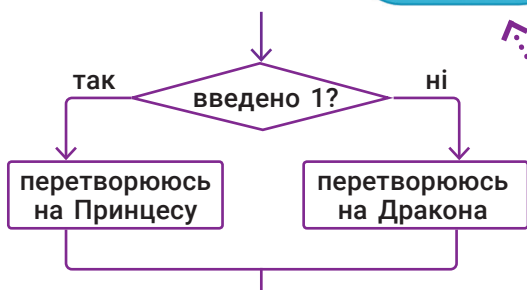 так
ні
введено 1?
перетворююсь
на Принцесу
перетворююсь
на Дракона